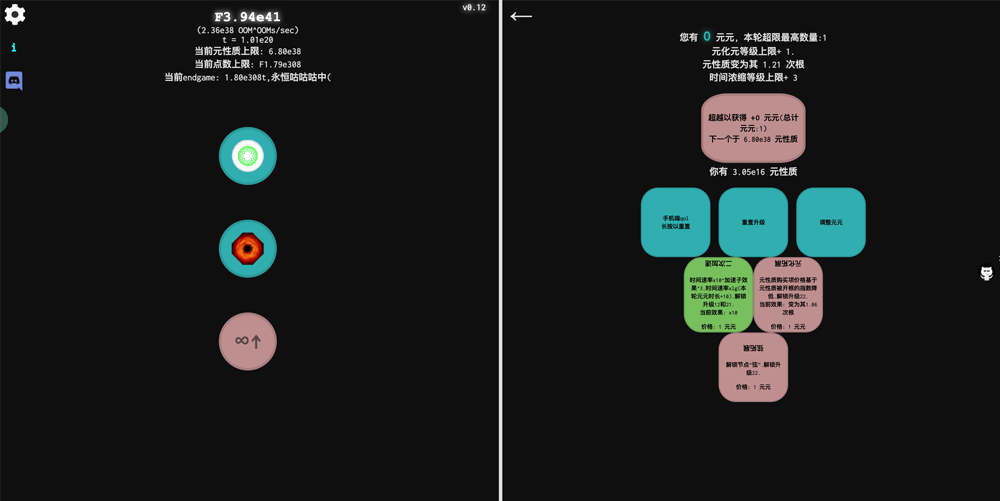 v0.12
F3.94e41
(2.36e38 OOM^OOMs/sec)
t = 1.01e20
当前元性质上限: 6.80e38
当前点数上限: F1.79e308
当前endgame: 1.80e308t,永恒咕咕咕中(
i
∞↑
←
您有 0 元元, 本轮超限最高数量:1
元化元等级上限+ 1.
元性质变为其 1.21 次根
时间浓缩等级上限+ 3
超越以获得 +0 元元(总计
元元:1)
下一个于 6.80e38 元性质
你有 3.05e16 元性质
手机端qol
长按以重置
重置升级
调整元元
二次加速
时间速率x10^加速子效
果^3.时间速率xlg(本
轮元元时长+10).解锁
升级12和21.
当前效果: x10
价格: 1 元元
元化拓展
元性质购买项价格基于
元性质被开根的指数降
低.解锁升级22.
当前效果: 变为其1.06
次根
价格: 1 元元
弦拓展
解锁节点"弦".解锁升
级22.
价格: 1 元元